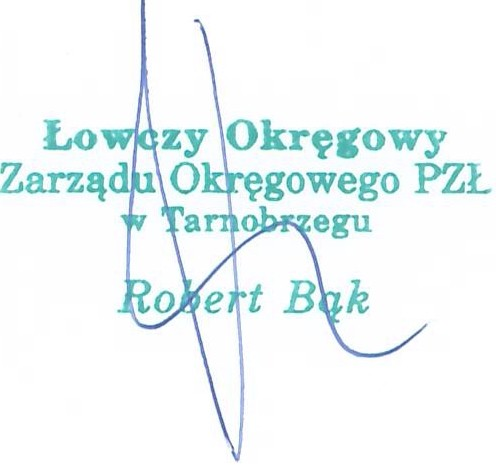 Łowczy Okręgowy
Zarządu Okręgowego PZŁ
w Tarnobrzegu
Robert Bąk